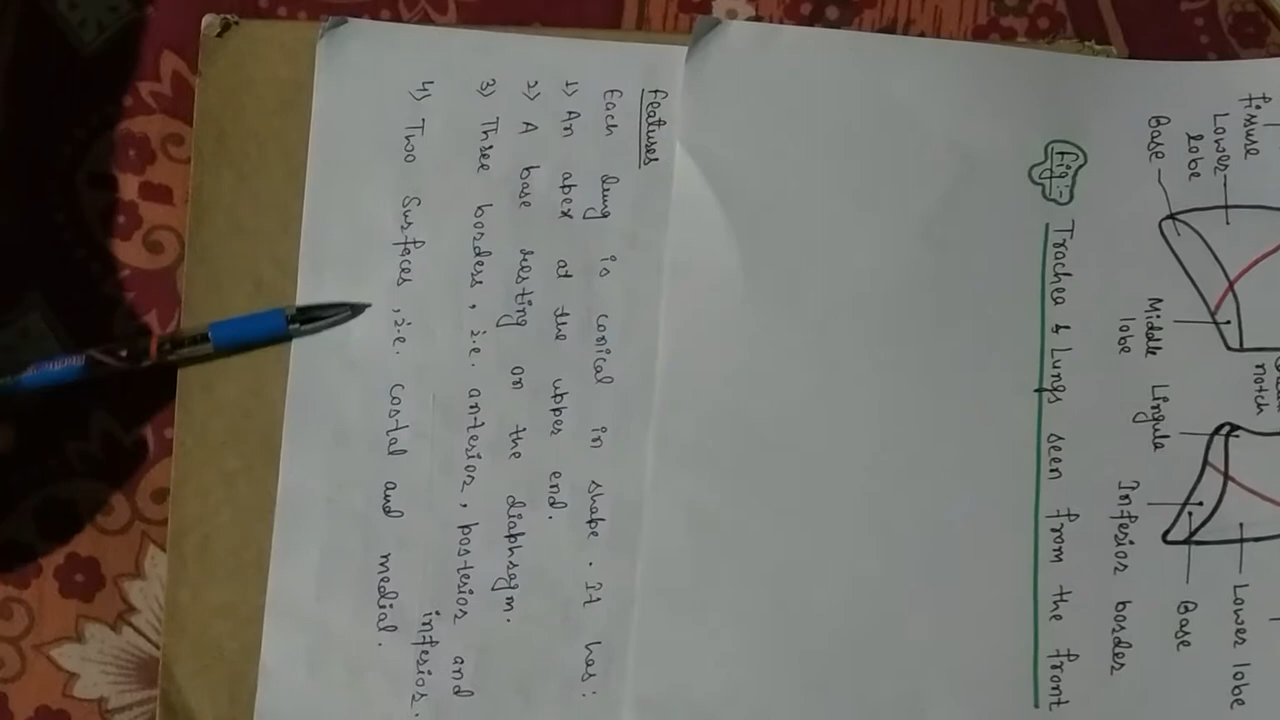 fissure
Lower
lobe
Base
notch
Middle
lobe
Lingula
Inferior border
Base
Lower lobe
Fig:- Trachea & Lungs seen from the front
Features
Each lung is conical in shape. It has:
1) An apex at the upper end.
2) A base resting on the diaphragm.
3) Three borders, i.e. anterior, posterior and
inferior.
4) Two Surfaces, i.e. costal and medial.